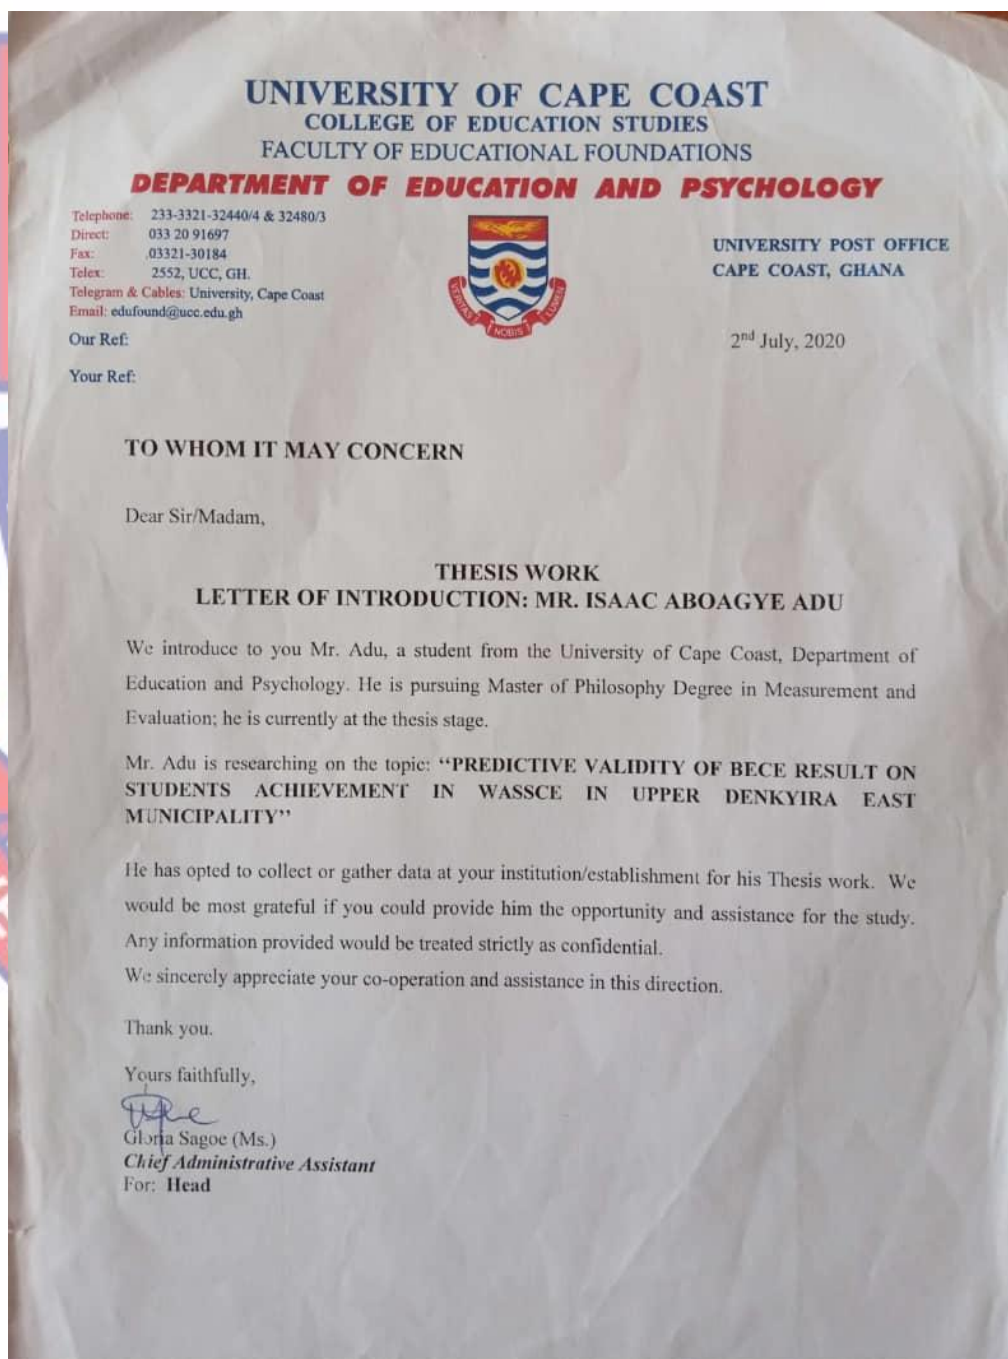 UNIVERSITY OF CAPE COAST
COLLEGE OF EDUCATION STUDIES
FACULTY OF EDUCATIONAL FOUNDATIONS
DEPARTMENT OF EDUCATION AND PSYCHOLOGY
Telephone: 233-3321-32440/4 & 32480/3
Direct: 033 20 91697
Fax: 03321-30184
Telex: 2552, UCC, GH.
Telegram & Cables: University, Cape Coast
Email: edufound@ucc.edu.gh
VERITAS NOBIS LUMEN
UNIVERSITY POST OFFICE
CAPE COAST, GHANA
Our Ref:
2nd July, 2020
Your Ref:
TO WHOM IT MAY CONCERN
Dear Sir/Madam,
THESIS WORK
LETTER OF INTRODUCTION: MR. ISAAC ABOAGYE ADU
We introduce to you Mr. Adu, a student from the University of Cape Coast, Department of
Education and Psychology. He is pursuing Master of Philosophy Degree in Measurement and
Evaluation; he is currently at the thesis stage.
Mr. Adu is researching on the topic: “PREDICTIVE VALIDITY OF BECE RESULT ON
STUDENTS ACHIEVEMENT IN WASSCE IN UPPER DENKYIRA EAST
MUNICIPALITY”
He has opted to collect or gather data at your institution/establishment for his Thesis work. We
would be most grateful if you could provide him the opportunity and assistance for the study.
Any information provided would be treated strictly as confidential.
We sincerely appreciate your co-operation and assistance in this direction.
Thank you.
Yours faithfully,
Gloria Sagoe (Ms.)
Chief Administrative Assistant
For: Head